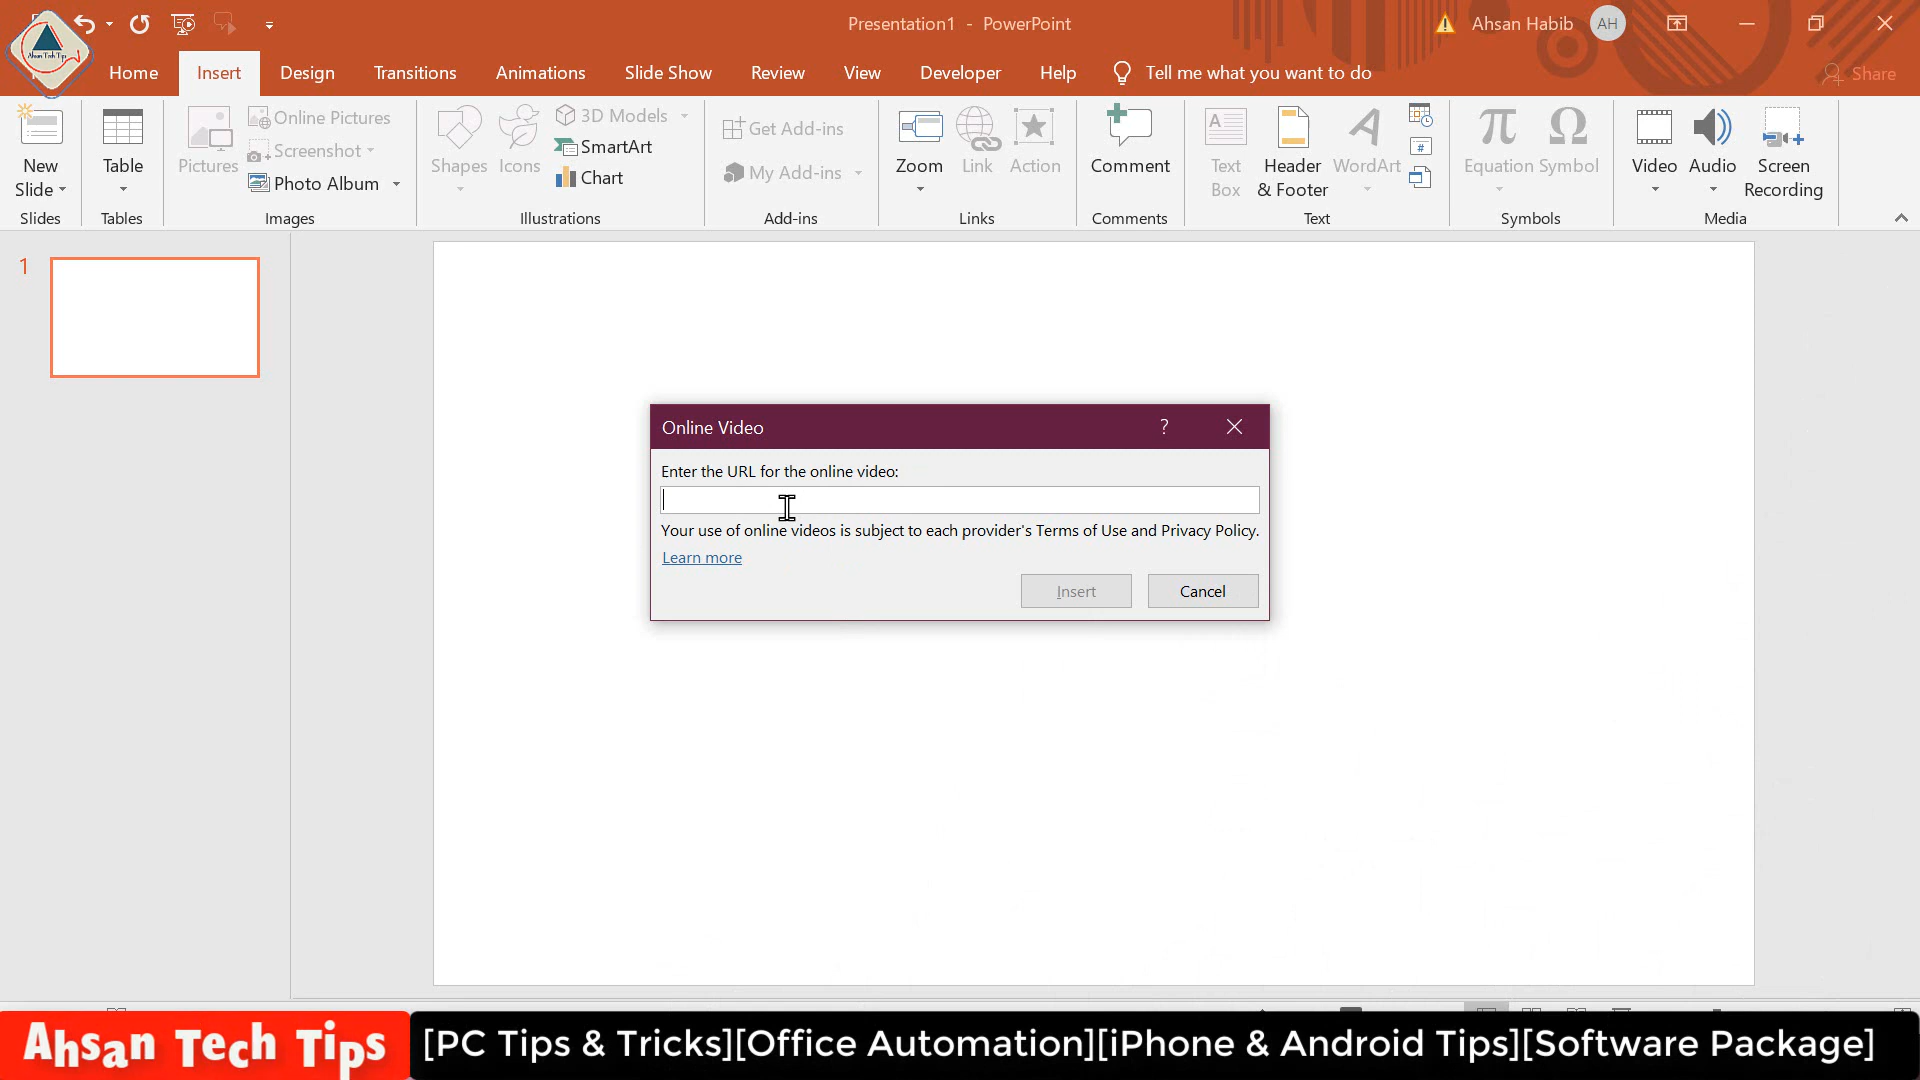 Presentation1 - PowerPoint
Ahsan Habib AH
Ahsan Tech Tips
Home Insert Design Transitions Animations Slide Show Review View Developer Help Tell me what you want to do Share
New Slide
Slides
Table
Tables
Pictures
Online Pictures
Screenshot
Photo Album
Images
Shapes
Icons
3D Models
SmartArt
Chart
Illustrations
Get Add-ins
My Add-ins
Add-ins
Zoom
Link
Action
Links
Comment
Comments
A
Text
Box
Header
& Footer
A
WordArt
#
Text
π
Equation
Ω
Symbol
Symbols
Video
Audio
Screen
Recording
Media
1
Online Video ?
Enter the URL for the online video:
Your use of online videos is subject to each provider's Terms of Use and Privacy Policy.
Learn more
Insert Cancel
Ahsan Tech Tips [PC Tips & Tricks][Office Automation][iPhone & Android Tips][Software Package]